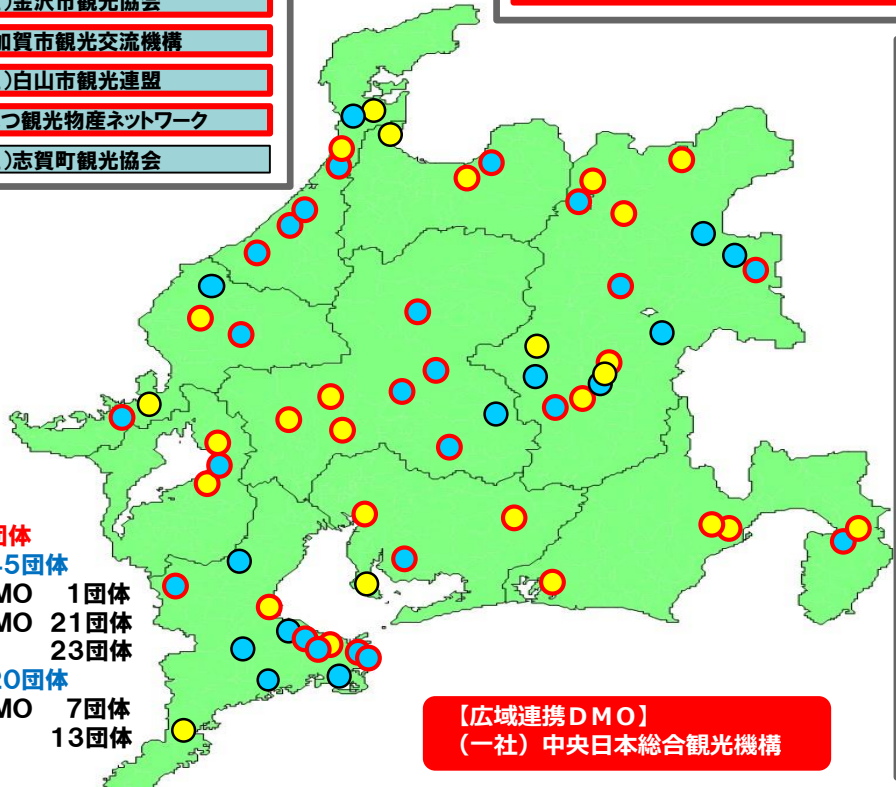 )金沢市観光協会
加賀市観光交流機構
)白山市観光連盟
つ観光物産ネットワーク
)志賀町観光協会
団体
5団体
MO 1団体
MO 21団体
23団体
20団体
MO 7団体
13団体
【広域連携DMO】
(一社)中央日本総合観光機構